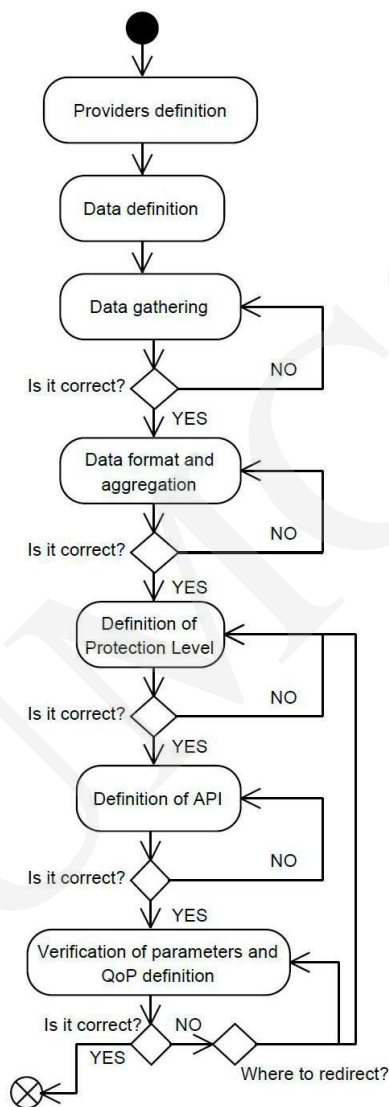 Providers definition
Data definition
Data gathering
Is it correct?
NO
YES
Data format and
aggregation
Is it correct?
NO
YES
Definition of
Protection Level
Is it correct?
NO
YES
Definition of API
Is it correct?
NO
YES
Verification of parameters and
QoP definition
Is it correct?
NO
YES
Where to redirect?